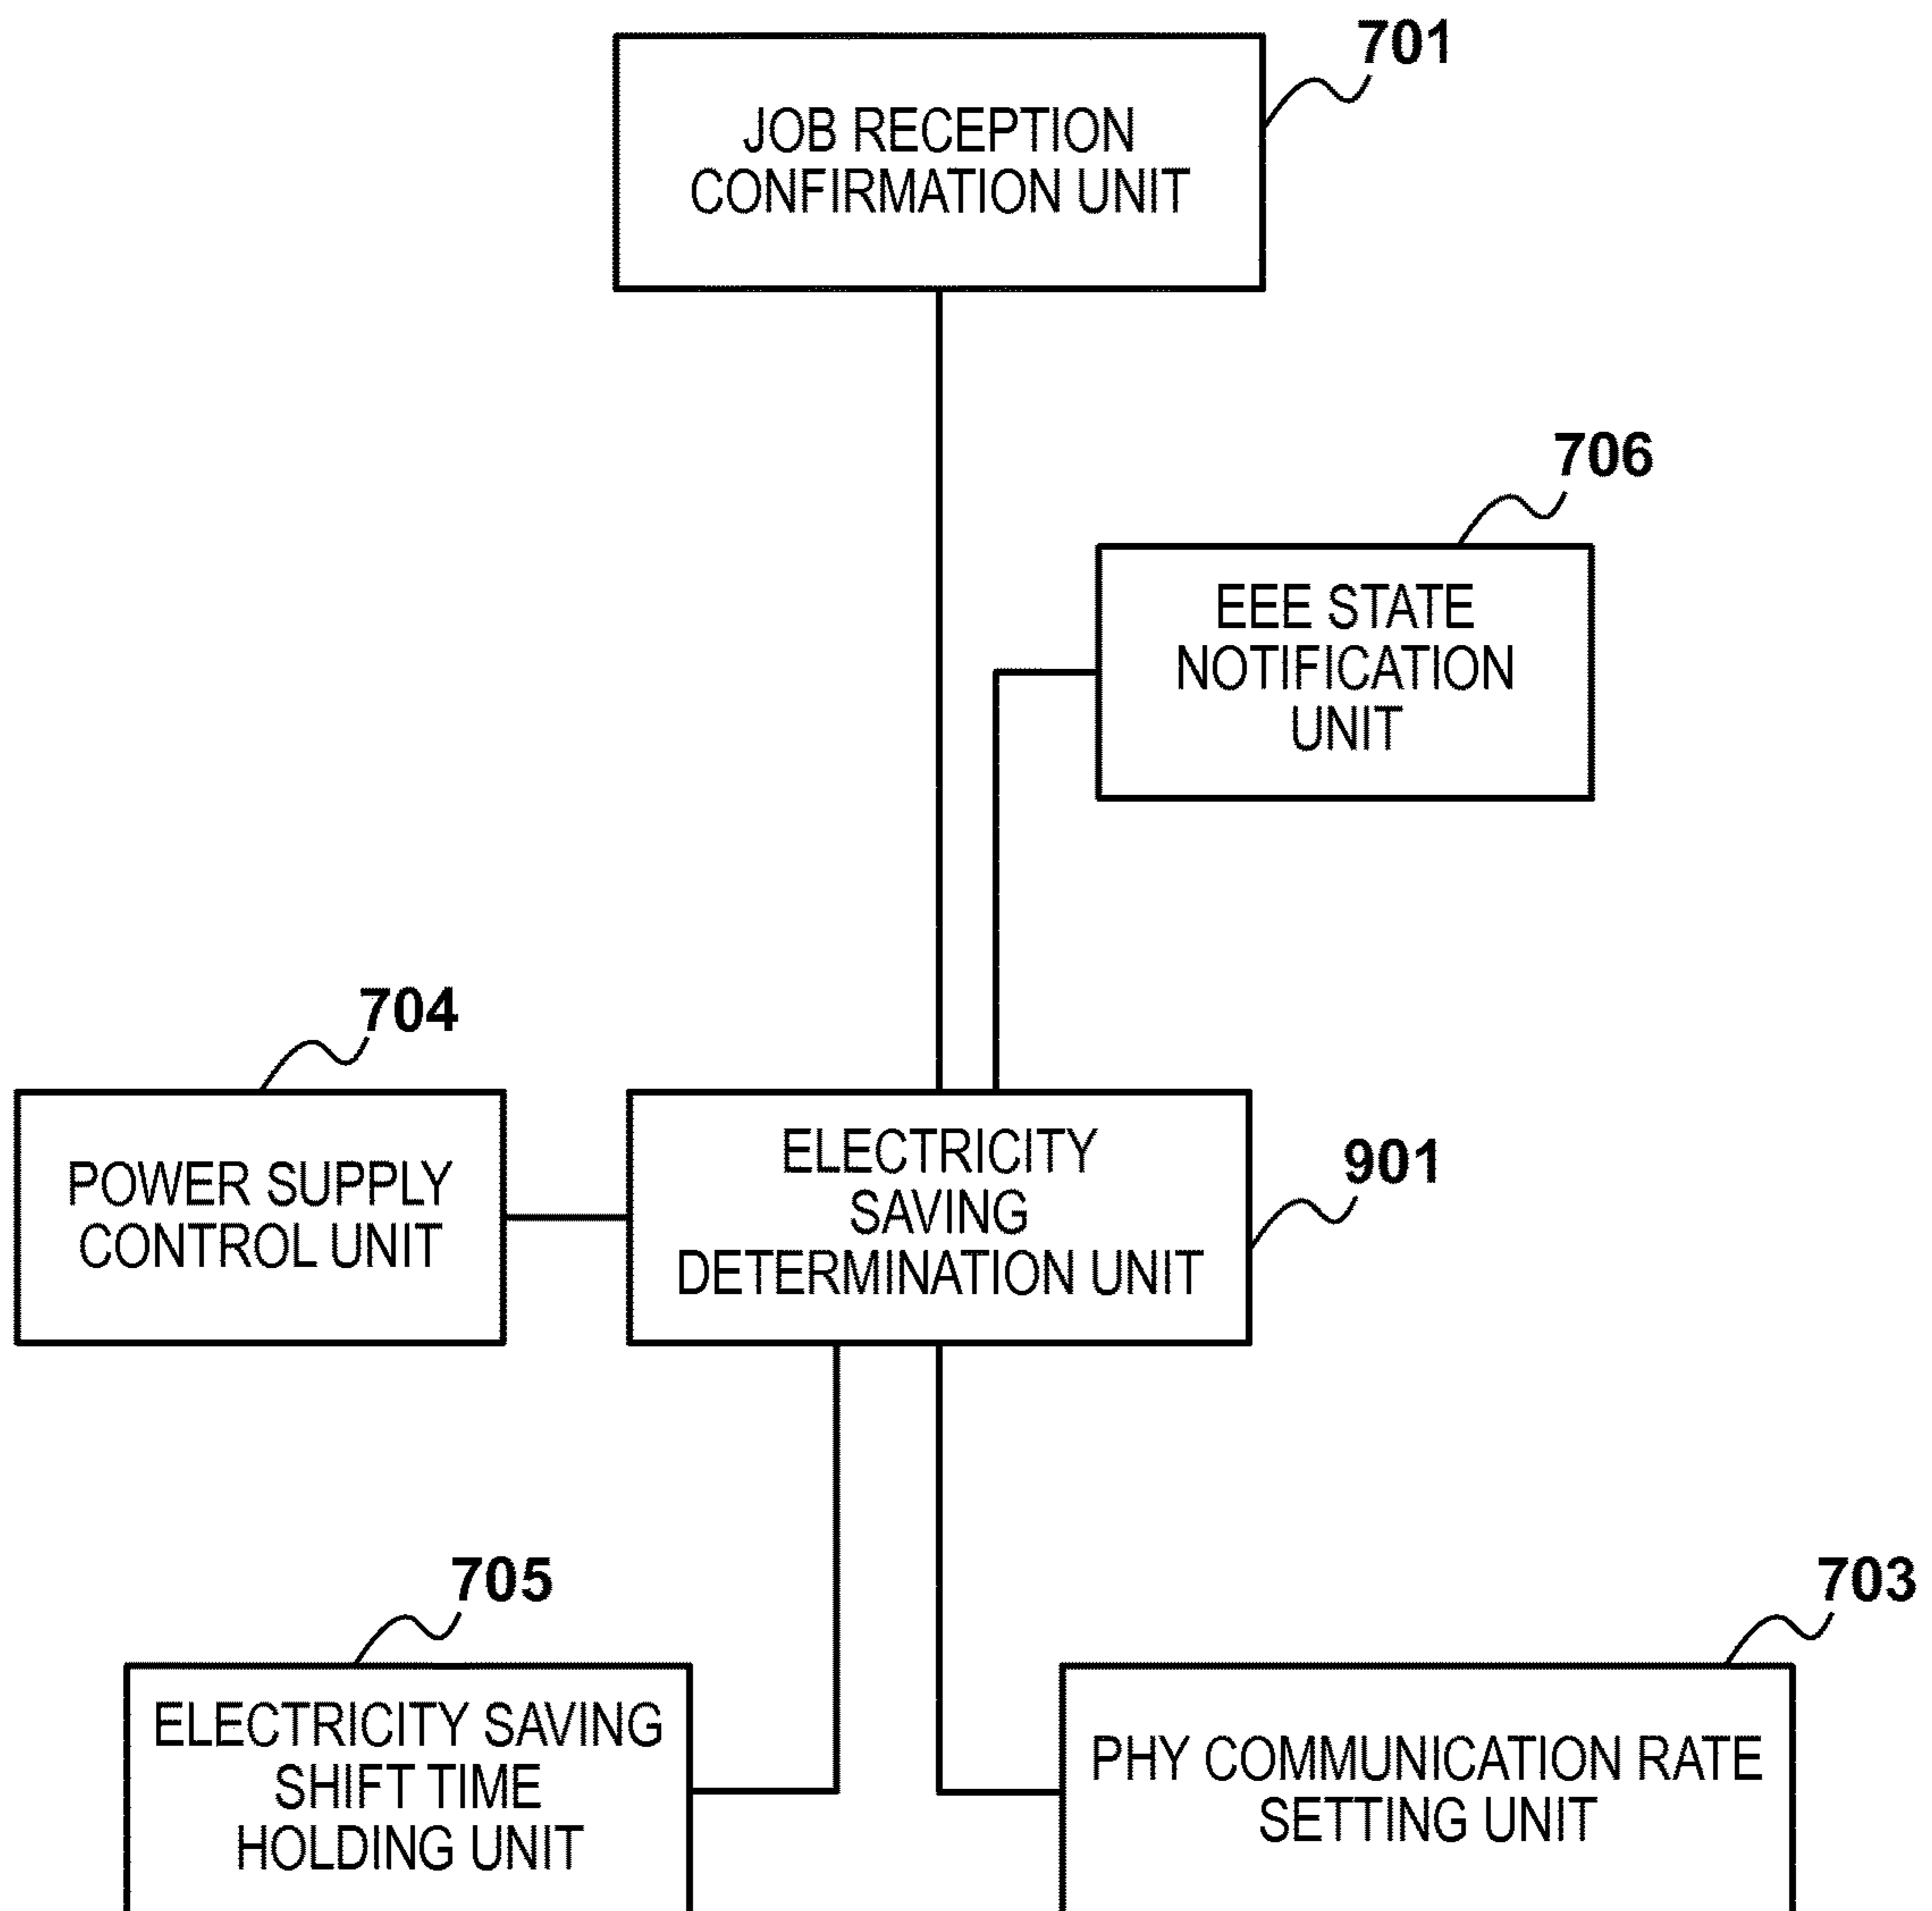 701
JOB RECEPTION
CONFIRMATION UNIT
706
EEE STATE
NOTIFICATION
UNIT
704
POWER SUPPLY
CONTROL UNIT
ELECTRICITY
SAVING
DETERMINATION UNIT
901
705
ELECTRICITY SAVING
SHIFT TIME
HOLDING UNIT
703
PHY COMMUNICATION RATE
SETTING UNIT